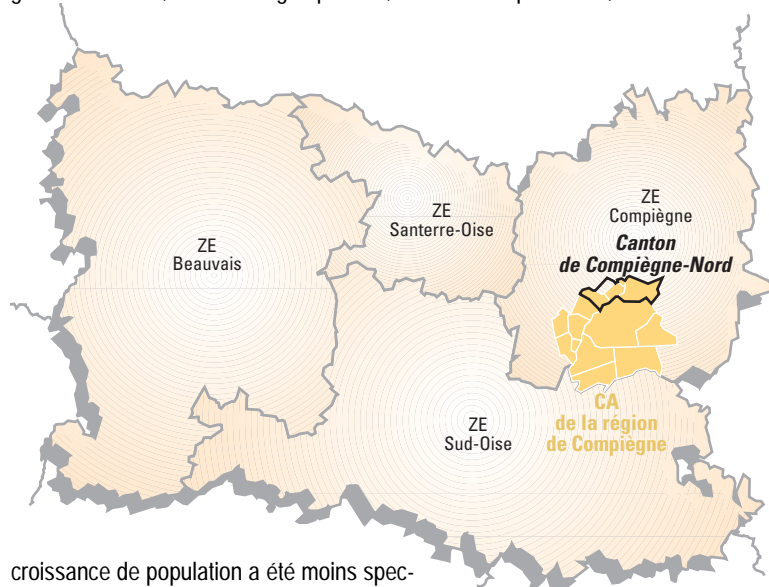 ZE
Santerre-Oise
ZE
Compiègne
Canton
de Compiègne-Nord
ZE
Beauvais
CA
de la région
de Compiègne
ZE
Sud-Oise
croissance de population a été moins spec-